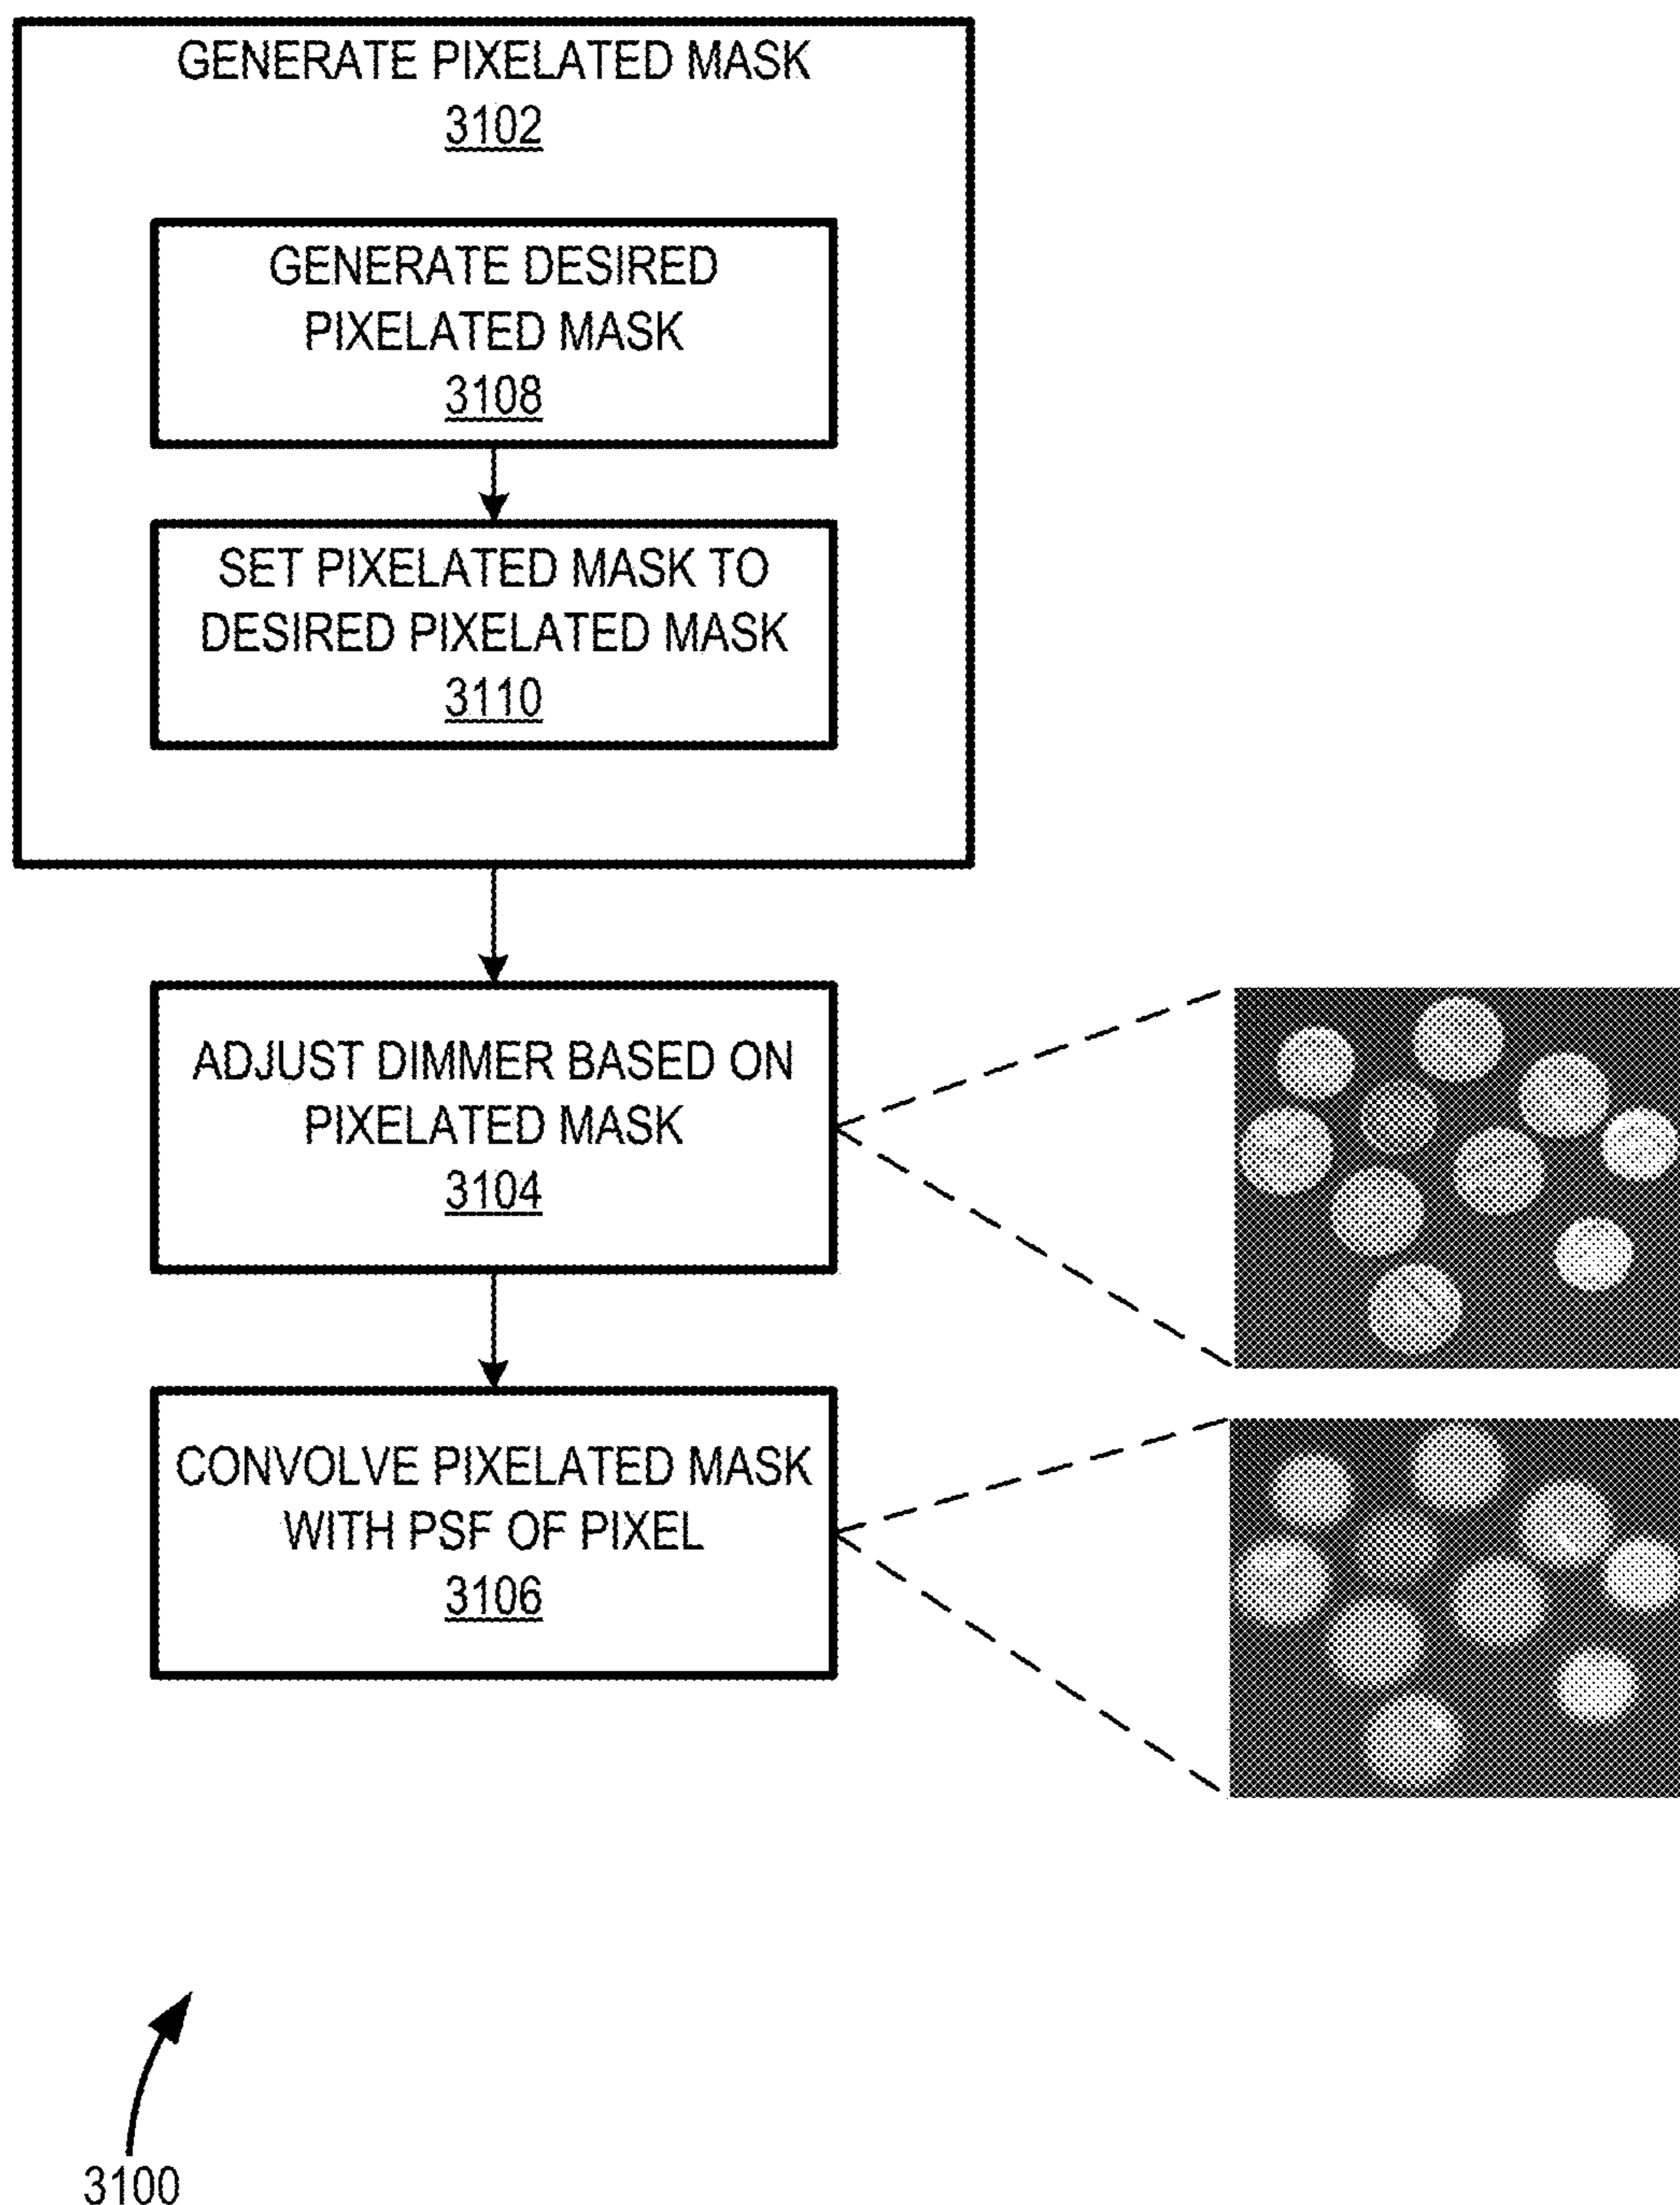 GENERATE PIXELATED MASK
3102
GENERATE DESIRED
PIXELATED MASK
3108
SET PIXELATED MASK TO
DESIRED PIXELATED MASK
3110
ADJUST DIMMER BASED ON
PIXELATED MASK
3104
CONVOLVE PIXELATED MASK
WITH PSF OF PIXEL
3106
3100